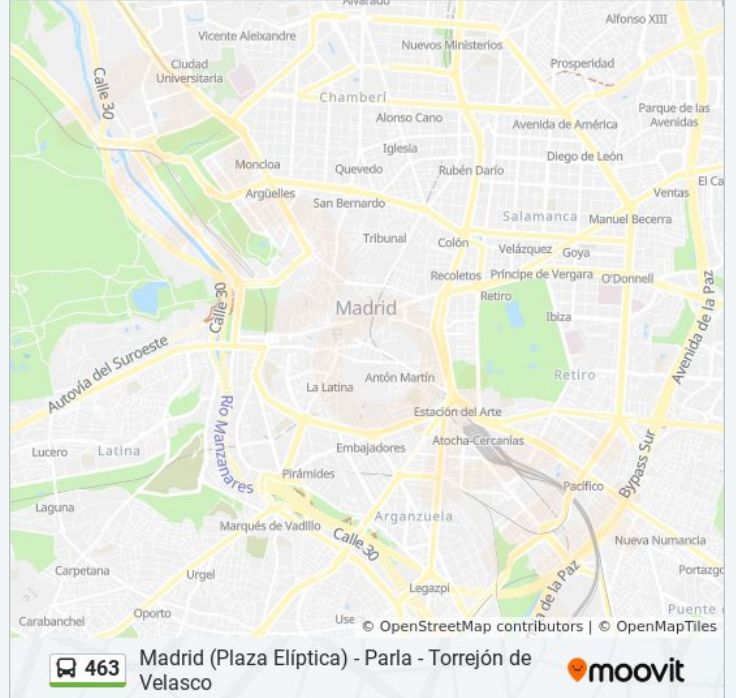 Alvarado
Alfonso XIII
Vicente Aleixandre
Nuevos Ministerios
Ciudad
Universitaria
Prosperidad
Calle 30
Chamberí
Parque de las
Avenidas
Alonso Cano
Avenida de América
Iglesia
Diego de León
Moncloa
Quevedo
Rubén Darío
El Ca
Argüelles
Ventas
San Bernardo
Salamanca
Manuel Becerra
Tribunal
Colón
Velázquez
Goya
Recoletos
Príncipe de Vergara
O'Donnell
Calle 30
Retiro
Madrid
Ibiza
Avenida de la Paz
Autovía del Suroeste
La Latina
Antón Martín
Retiro
Estación del Arte
Río Manzanares
Embajadores
Atocha-Cercanías
Lucero
Latina
Bypass Sur
Pirámides
Pacífico
Laguna
Arganzuela
Marqués de Vadillo
Calle 30
Nueva Numancia
Carpetana
Urgel
Portazgo
Legazpi
a de la Paz
Oporto
Puente
Carabanchel
Use
© OpenStreetMap contributors | © OpenMapTiles
463
Madrid (Plaza Elíptica) - Parla - Torrejón de
Velasco
moovit